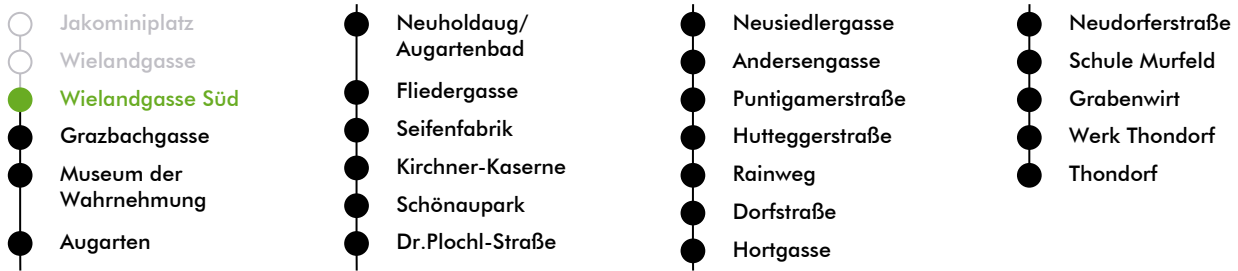 Jakominiplatz
Wielandgasse
Wielandgasse Süd
Grazbachgasse
Museum der
Wahrnehmung
Augarten
Neuholdaug/
Augartenbad
Fliedergasse
Seifenfabrik
Kirchner-Kaserne
Schönaupark
Dr.Plochl-Straße
Neusiedlergasse
Andersengasse
Puntigamerstraße
Hutteggerstraße
Rainweg
Dorfstraße
Hortgasse
Neudorferstraße
Schule Murfeld
Grabenwirt
Werk Thondorf
Thondorf